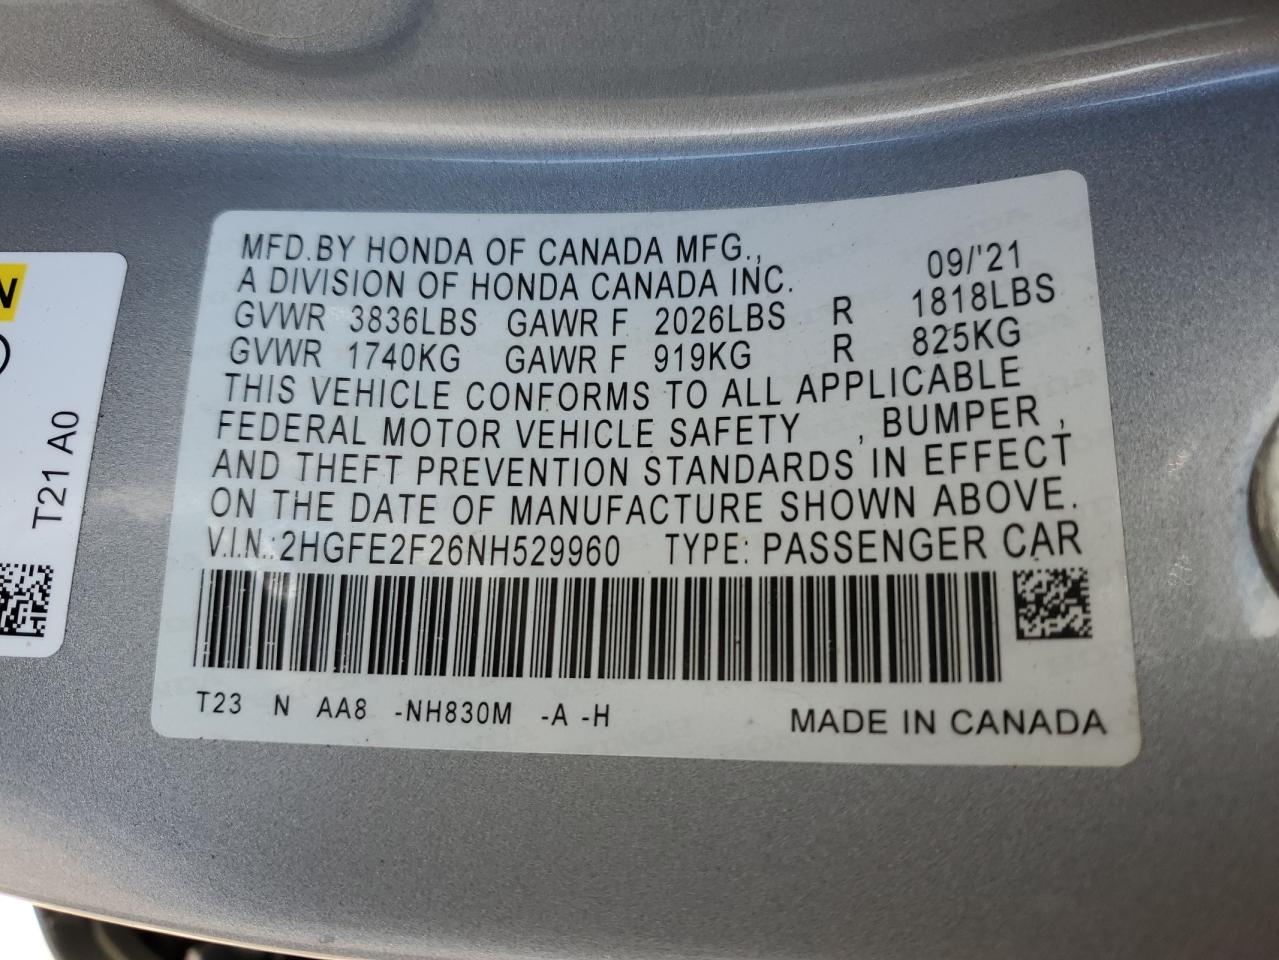 N
T21 A0
MFD.BY HONDA OF CANADA MFG., 09/'21
A DIVISION OF HONDA CANADA INC.
GVWR 3836LBS GAWR F 2026LBS R 1818LBS
GVWR 1740KG GAWR F 919KG R 825KG
THIS VEHICLE CONFORMS TO ALL APPLICABLE
FEDERAL MOTOR VEHICLE SAFETY , BUMPER ,
AND THEFT PREVENTION STANDARDS IN EFFECT
ON THE DATE OF MANUFACTURE SHOWN ABOVE.
V.I.N.:2HGFE2F26NH529960 TYPE: PASSENGER CAR
T23 N AA8 -NH830M -A -H
MADE IN CANADA